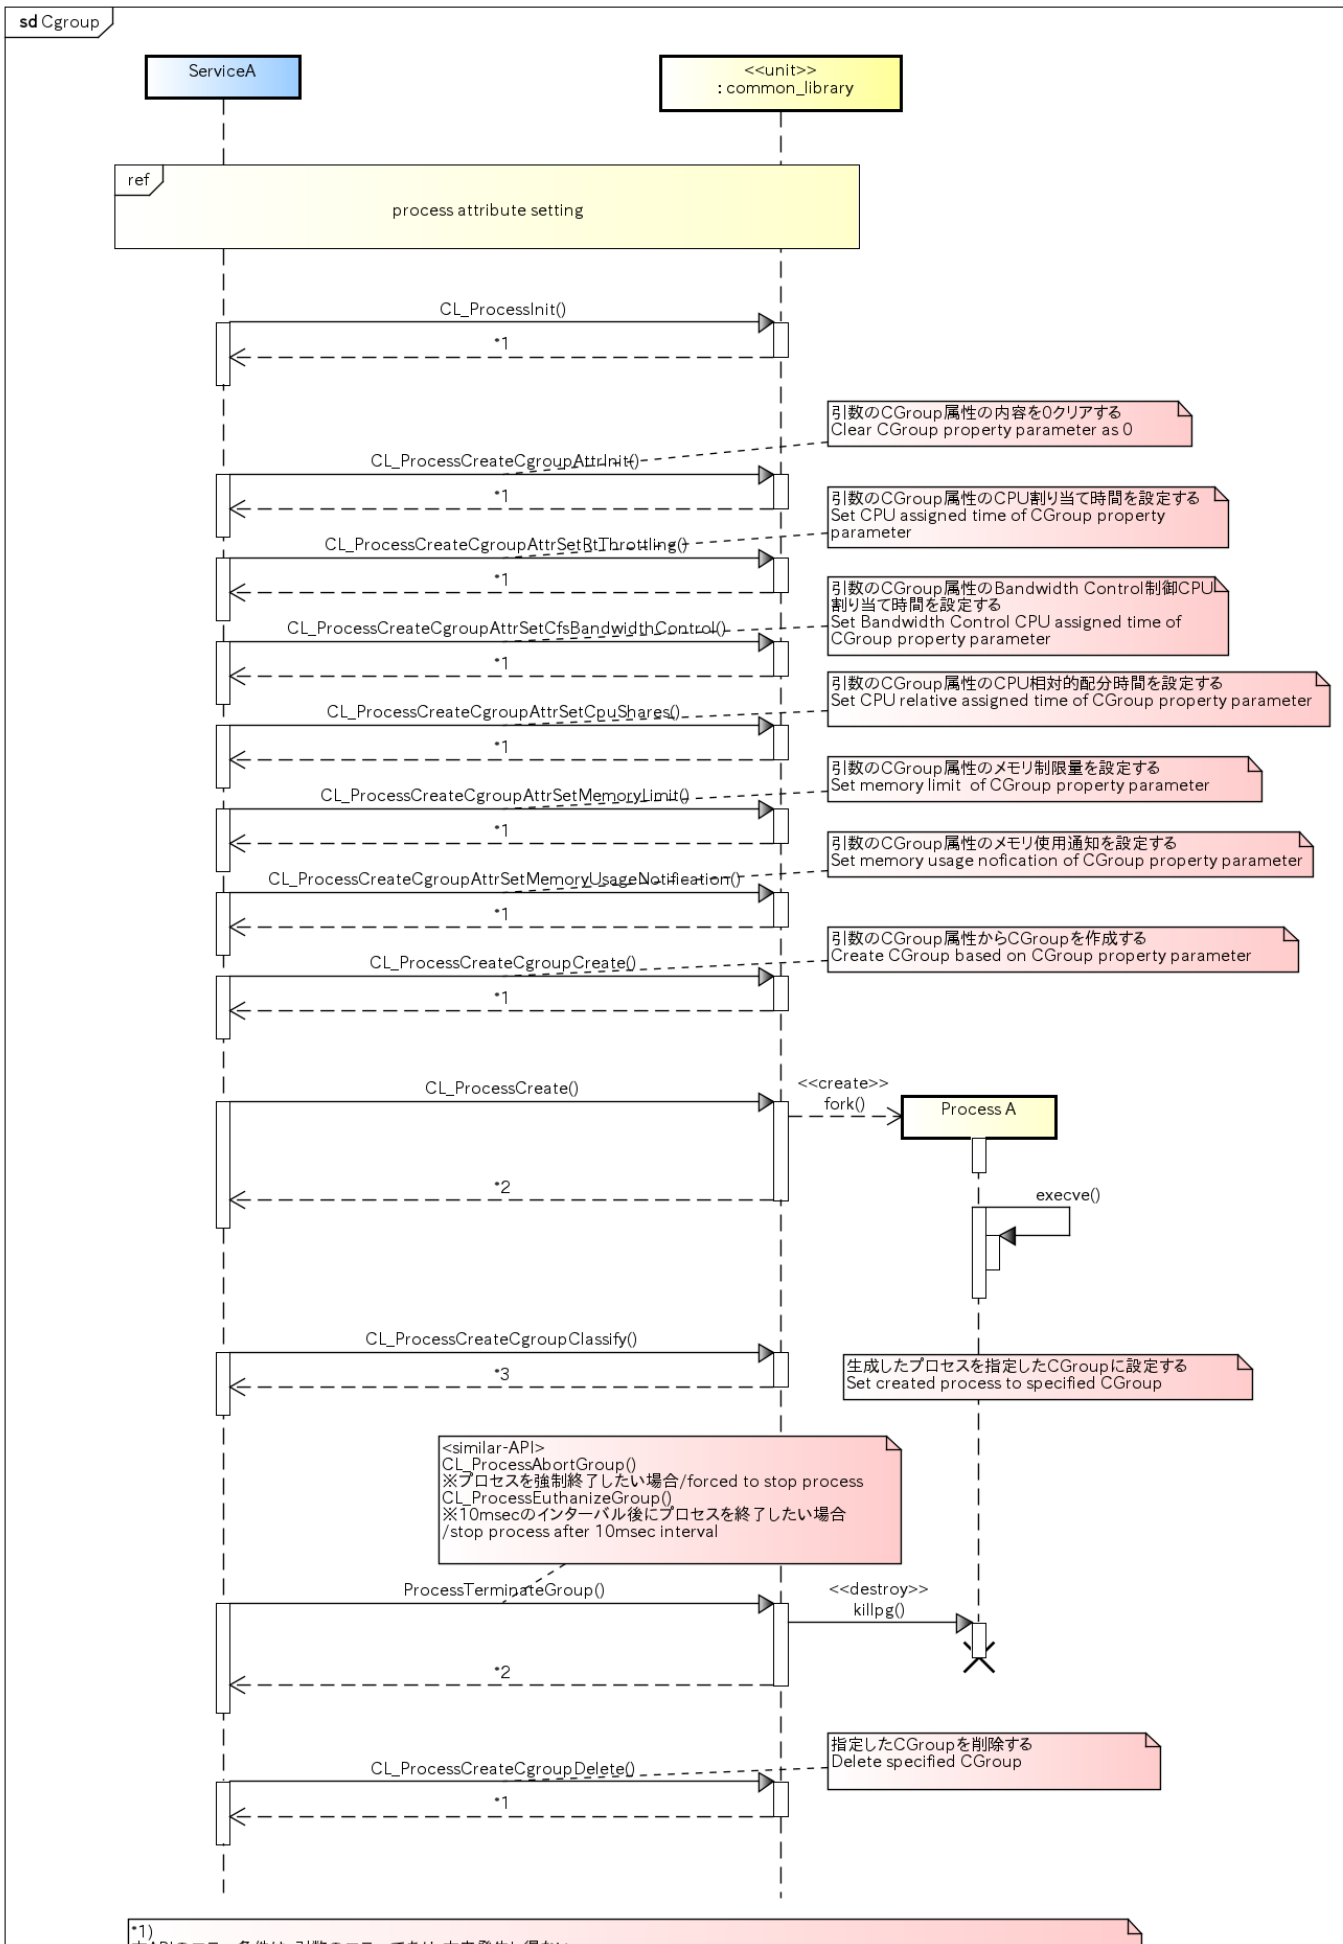 sd Cgroup
ServiceA
<<unit>>
: common_library
ref
process attribute setting
CL_ProcessInit()
*1
引数のCGroup属性の内容を0クリアする
Clear CGroup property parameter as 0
CL_ProcessCreateCgroupAttrInit()
*1
引数のCGroup属性のCPU割り当て時間を設定する
Set CPU assigned time of CGroup property
parameter
CL_ProcessCreateCgroupAttrSetRtThrottling()
*1
引数のCGroup属性のBandwidth Control制御CPU
割り当て時間を設定する
Set Bandwidth Control CPU assigned time of
CGroup property parameter
CL_ProcessCreateCgroupAttrSetCfsBandwidthControl()
*1
引数のCGroup属性のCPU相対的配分時間を設定する
Set CPU relative assigned time of CGroup property parameter
CL_ProcessCreateCgroupAttrSetCpuShares()
*1
引数のCGroup属性のメモリ制限量を設定する
Set memory limit  of CGroup property parameter
CL_ProcessCreateCgroupAttrSetMemoryLimit()
*1
引数のCGroup属性のメモリ使用通知を設定する
Set memory usage nofication of CGroup property parameter
CL_ProcessCreateCgroupAttrSetMemoryUsageNotification()
*1
引数のCGroup属性からCGroupを作成する
Create CGroup based on CGroup property parameter
CL_ProcessCreateCgroupCreate()
*1
CL_ProcessCreate()
<<create>>
fork()
Process A
*2
execve()
CL_ProcessCreateCgroupClassify()
*3
生成したプロセスを指定したCGroupに設定する
Set created process to specified CGroup
<similar-API>
CL_ProcessAbortGroup()
※プロセスを強制終了したい場合/forced to stop process
CL_ProcessEuthanizeGroup()
※10msecのインターバル後にプロセスを終了したい場合
/stop process after 10msec interval
ProcessTerminateGroup()
<<destroy>>
killpg()
*2
指定したCGroupを削除する
Delete specified CGroup
CL_ProcessCreateCgroupDelete()
*1
*1)